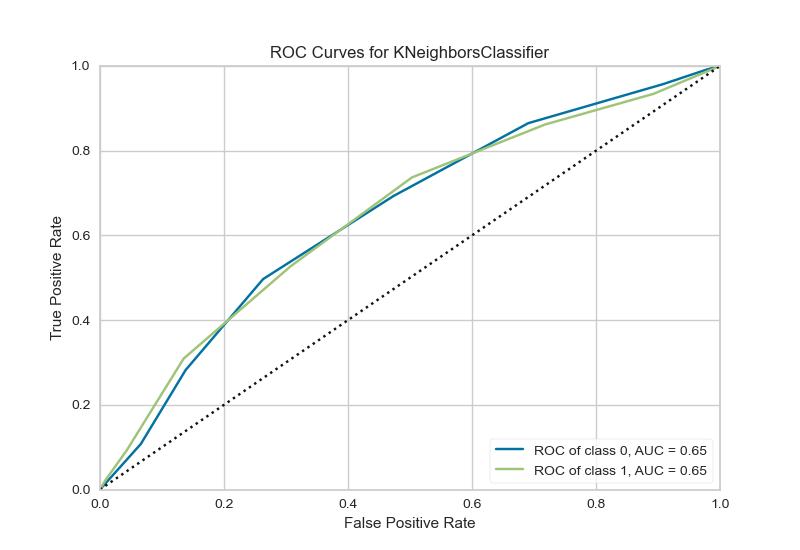 ROC Curves for KNeighborsClassifier
1.0
0.8
0.6
0.4
0.2
0.0
True Positive Rate
0.0 0.2 0.4 0.6 0.8 1.0
False Positive Rate
ROC of class 0, AUC = 0.65
ROC of class 1, AUC = 0.65